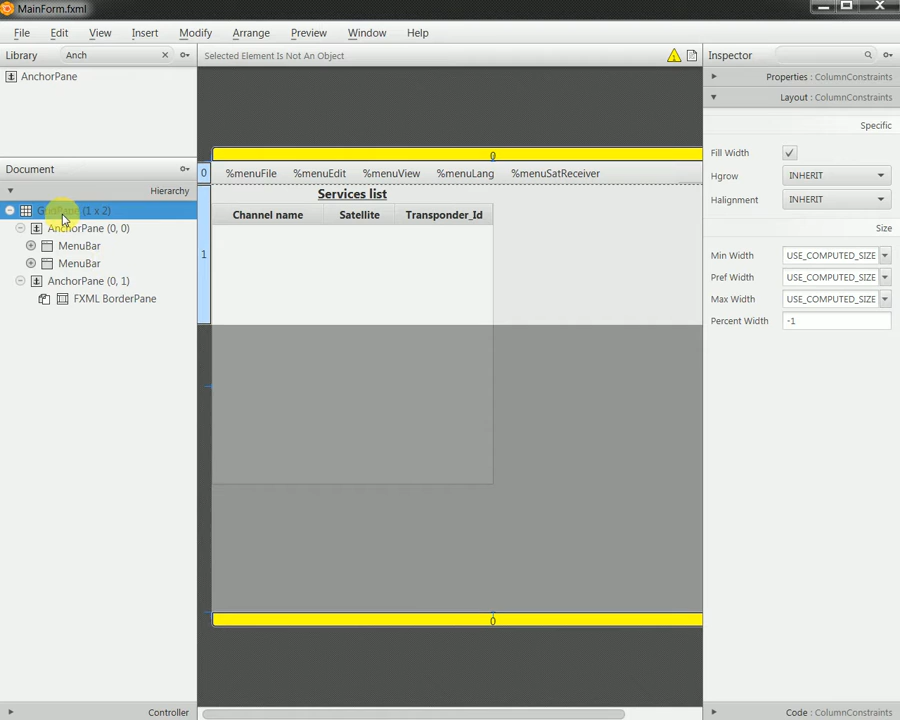 MainForm.fxml
File Edit View Insert Modify Arrange Preview Window Help
Library Anch
Selected Element Is Not An Object
Inspector
AnchorPane
Properties : ColumnConstraints
Layout : ColumnConstraints
Specific
Fill Width
Hgrow INHERIT
Halignment INHERIT
Size
Min Width USE_COMPUTED_SIZE
Pref Width USE_COMPUTED_SIZE
Max Width USE_COMPUTED_SIZE
Percent Width -1
Code : ColumnConstraints
Document
Hierarchy
GridPane (1 x 2)
AnchorPane (0, 0)
MenuBar
MenuBar
AnchorPane (0, 1)
FXML BorderPane
Controller
0
0 %menuFile %menuEdit %menuView %menuLang %menuSatReceiver
Services list
Channel name Satellite Transponder_Id
1
0